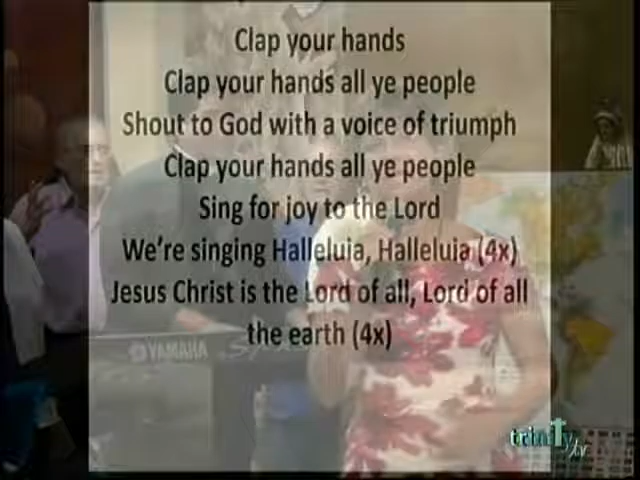 Clap your hands
Clap your hands all ye people
Shout to God with a voice of triumph
Clap your hands all ye people
Sing for joy to the Lord
We're singing Halleluia, Halleluia (4x)
Jesus Christ is the Lord of all, Lord of all
the earth (4x)
YAMAHA
trinity
tv